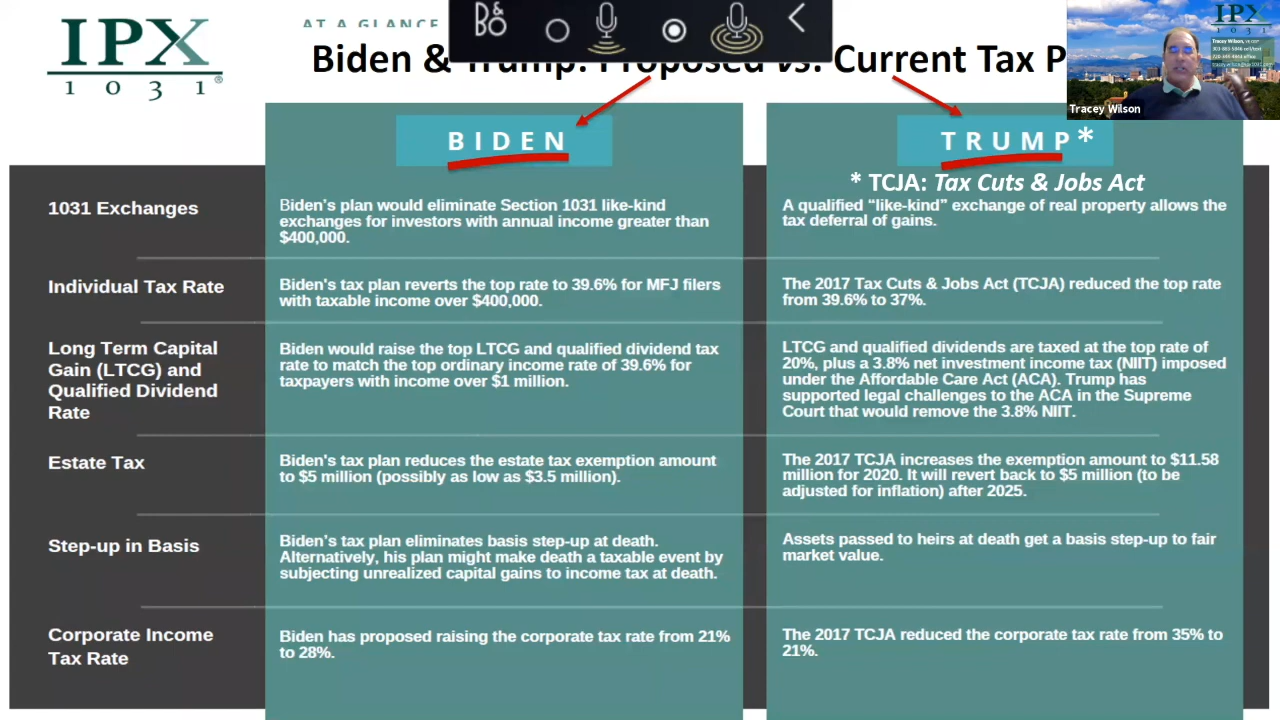 IPX
1031®
AT A GLANCE
B&O
Biden & Trump: Proposed vs. Current Tax P
IPX
1031
Tracey Wilson
Tracey Wilson
BIDEN
TRUMP*
* TCJA: Tax Cuts & Jobs Act
1031 Exchanges
Biden's plan would eliminate Section 1031 like-kind
exchanges for investors with annual income greater than
$400,000.
A qualified “like-kind” exchange of real property allows the
tax deferral of gains.
Individual Tax Rate
Biden's tax plan reverts the top rate to 39.6% for MFJ filers
with taxable income over $400,000.
The 2017 Tax Cuts & Jobs Act (TCJA) reduced the top rate
from 39.6% to 37%.
Long Term Capital
Gain (LTCG) and
Qualified Dividend
Rate
Biden would raise the top LTCG and qualified dividend tax
rate to match the top ordinary income rate of 39.6% for
taxpayers with income over $1 million.
LTCG and qualified dividends are taxed at the top rate of
20%, plus a 3.8% net investment income tax (NIIT) imposed
under the Affordable Care Act (ACA). Trump has
supported legal challenges to the ACA in the Supreme
Court that would remove the 3.8% NIIT.
Estate Tax
Biden's tax plan reduces the estate tax exemption amount
to $5 million (possibly as low as $3.5 million).
The 2017 TCJA increases the exemption amount to $11.58
million for 2020. It will revert back to $5 million (to be
adjusted for inflation) after 2025.
Step-up in Basis
Biden's tax plan eliminates basis step-up at death.
Alternatively, his plan might make death a taxable event by
subjecting unrealized capital gains to income tax at death.
Assets passed to heirs at death get a basis step-up to fair
market value.
Corporate Income
Tax Rate
Biden has proposed raising the corporate tax rate from 21%
to 28%.
The 2017 TCJA reduced the corporate tax rate from 35% to
21%.